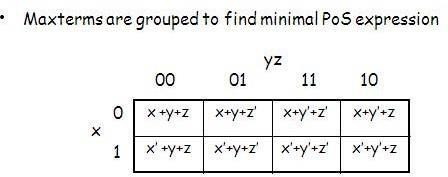 • Maxterms are grouped to find minimal PoS expression
yz
00 01 11 10
0 x+y+z x+y+z' x+y'+z' x+y'+z
x
1 x'+y+z x'+y+z' x'+y'+z' x'+y'+z